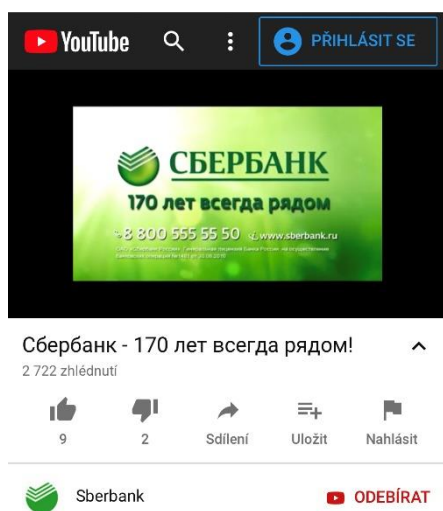 YouTube
PŘIHLÁSIT SE
СБЕРБАНК
170 лет всегда рядом
8 800 555 55 50 www.sberbank.ru
Сбербанк - 170 лет всегда рядом!
2 722 zhlédnutí
9 2 Sdílení Uložit Nahlásit
Sberbank ODEBÍRAT